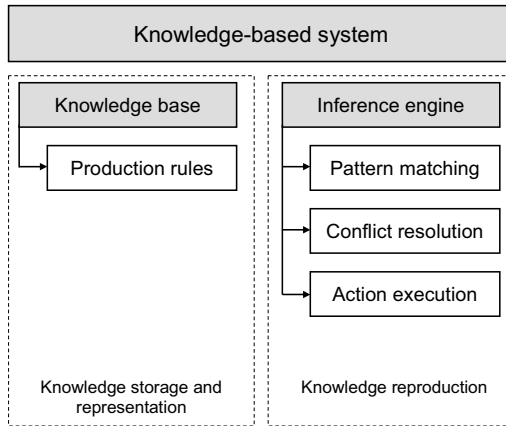 Knowledge-based system
Knowledge base
Production rules
Knowledge storage and
representation
Inference engine
Pattern matching
Conflict resolution
Action execution
Knowledge reproduction